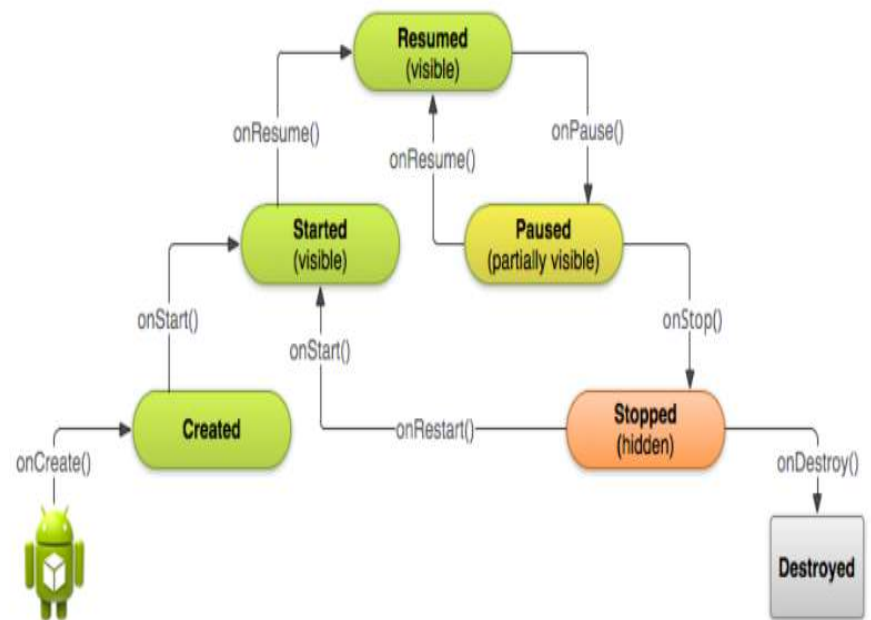 Resumed
(visible)
onResume()
onResume()
onPause()
Started
(visible)
Paused
(partially visible)
onStart()
onStart()
onStop()
Created
onRestart()
Stopped
(hidden)
onCreate()
onDestroy()
Destroyed